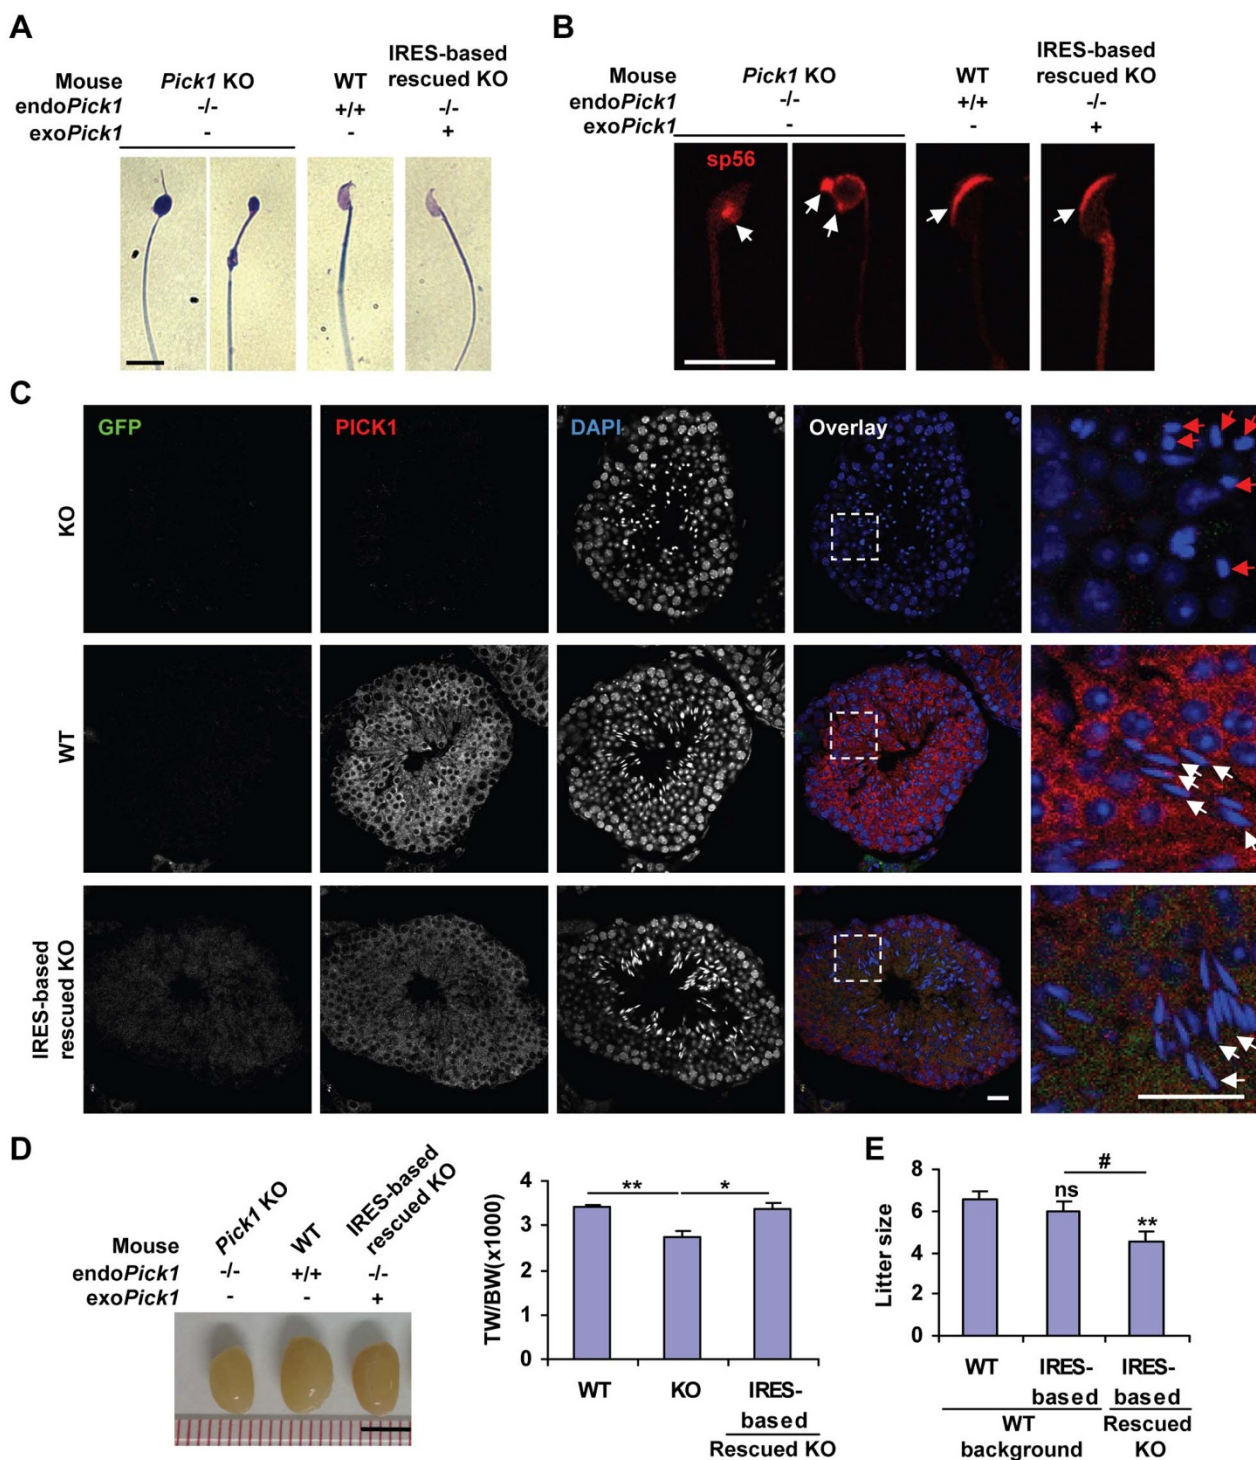 A
Mouse
endoPick1
exoPick1
Pick1 KO
-/-
-
WT
+/+
-
IRES-based
rescued KO
-/-
+
B
Mouse
endoPick1
exoPick1
Pick1 KO
-/-
-
WT
+/+
-
IRES-based
rescued KO
-/-
+
sp56
C
GFP
PICK1
DAPI
Overlay
KO
WT
IRES-based
rescued KO
D
Mouse
endoPick1
exoPick1
Pick1 KO
-/-
-
WT
+/+
-
IRES-based
rescued KO
-/-
+
TW/BW(x1000)
4
3
2
1
0
**
*
WT
KO
IRES-
based
Rescued KO
E
Litter size
8
6
4
2
0
#
ns
**
WT
IRES-
based
WT
background
IRES-
based
Rescued
KO